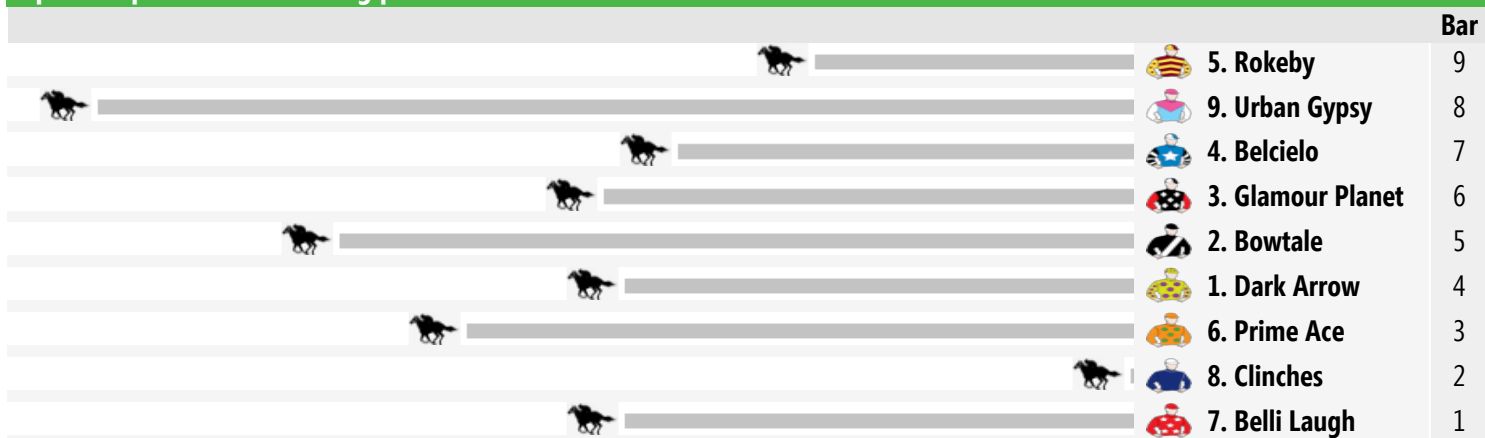 Bar
5. Rokeby 9
9. Urban Gypsy 8
4. Belcielo 7
3. Glamour Planet 6
2. Bowtale 5
1. Dark Arrow 4
6. Prime Ace 3
8. Clinches 2
7. Belli Laugh 1